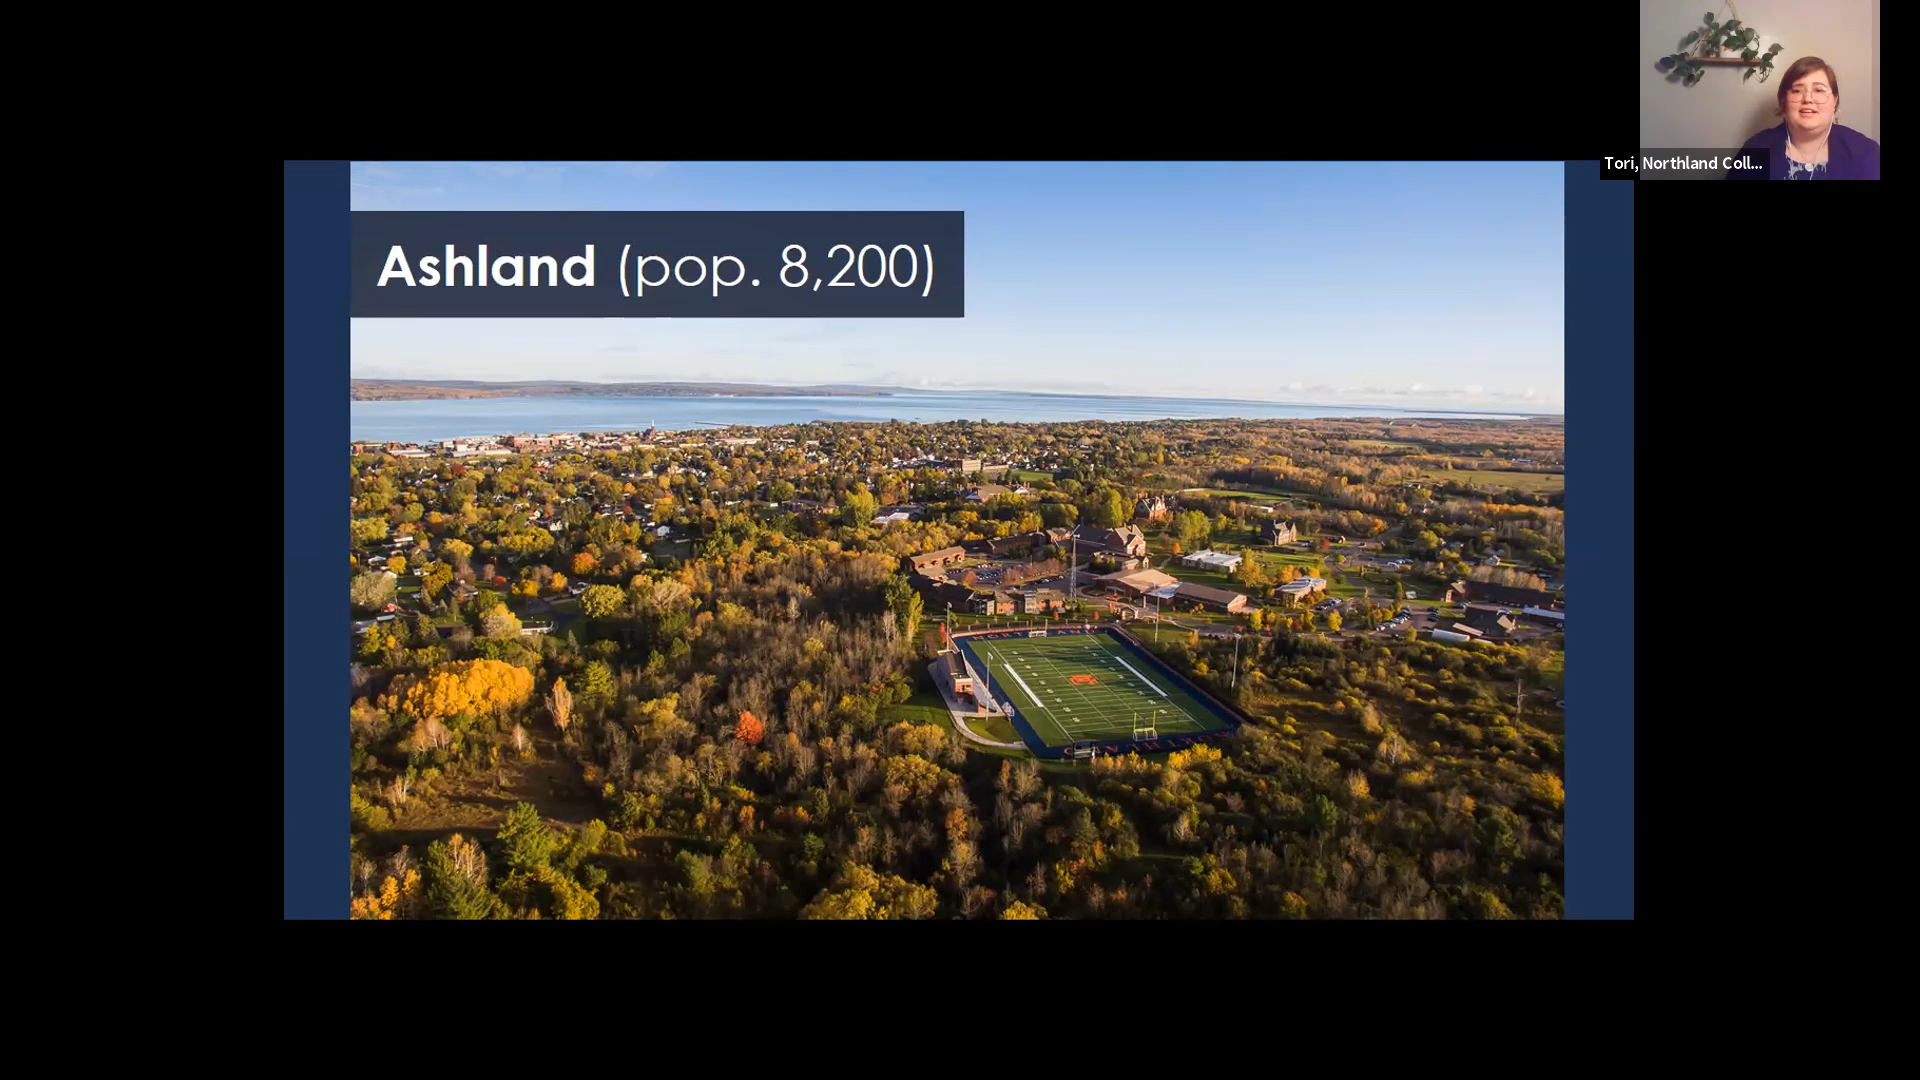 Ashland (pop. 8,200)
Tori, Northland Coll...